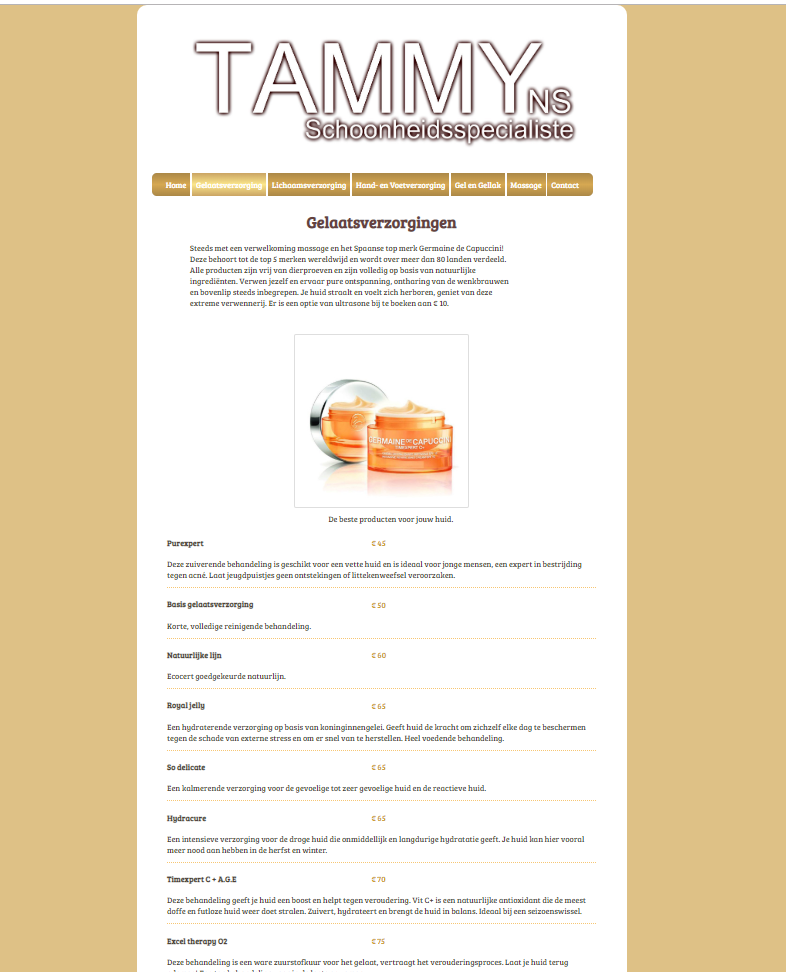 TAMMY NS
Schoonheidsspecialiste
Home Gelaatsverzorging Lichaamsverzorging Hand- en Voetverzorging Gel en Gellak Massage Contact
Gelaatsverzorgingen
Steeds met een verwelkoming massage en het Spaanse top merk Germaine de Capuccini!
Deze behoort tot de top 5 merken wereldwijd en wordt over meer dan 80 landen verdeeld.
Alle producten zijn vrij van dierproeven en zijn volledig op basis van natuurlijke
ingrediënten. Verwen jezelf en ervaar pure ontspanning, ontharing van de wenkbrauwen
en bovenlip steeds inbegrepen. Je huid straalt en voelt zich herboren, geniet van deze
extreme verwennerij. Er is een optie van ultrasone bij te boeken aan € 10.
GERMAINE DE CAPUCCINI
TIMEXPERT C+
De beste producten voor jouw huid.
Purexpert € 45
Deze zuiverende behandeling is geschikt voor een vette huid en is ideaal voor jonge mensen, een expert in bestrijding
tegen acné. Laat jeugdpuistjes geen ontstekingen of littekenweefsel veroorzaken.
Basis gelaatsverzorging € 50
Korte, volledige reinigende behandeling.
Natuurlijke lijn € 60
Ecocert goedgekeurde natuurlijn.
Royal jelly € 65
Een hydraterende verzorging op basis van koninginnengelei. Geeft huid de kracht om zichzelf elke dag te beschermen
tegen de schade van externe stress en om er snel van te herstellen. Heel voedende behandeling.
So delicate € 65
Een kalmerende verzorging voor de gevoelige tot zeer gevoelige huid en de reactieve huid.
Hydracure € 65
Een intensieve verzorging voor de droge huid die onmiddellijk en langdurige hydratatie geeft. Je huid kan hier vooral
meer nood aan hebben in de herfst en winter.
Timexpert C + A.G.E € 70
Deze behandeling geeft je huid een boost en helpt tegen veroudering. Vit C+ is een natuurlijke antioxidant die de meest
doffe en futloze huid weer doet stralen. Zuivert, hydrateert en brengt de huid in balans. Ideaal bij een seizoenswissel.
Excel therapy O2 € 75
Deze behandeling is een ware zuurstofkuur voor het gelaat, vertraagt het verouderingsproces. Laat je huid terug